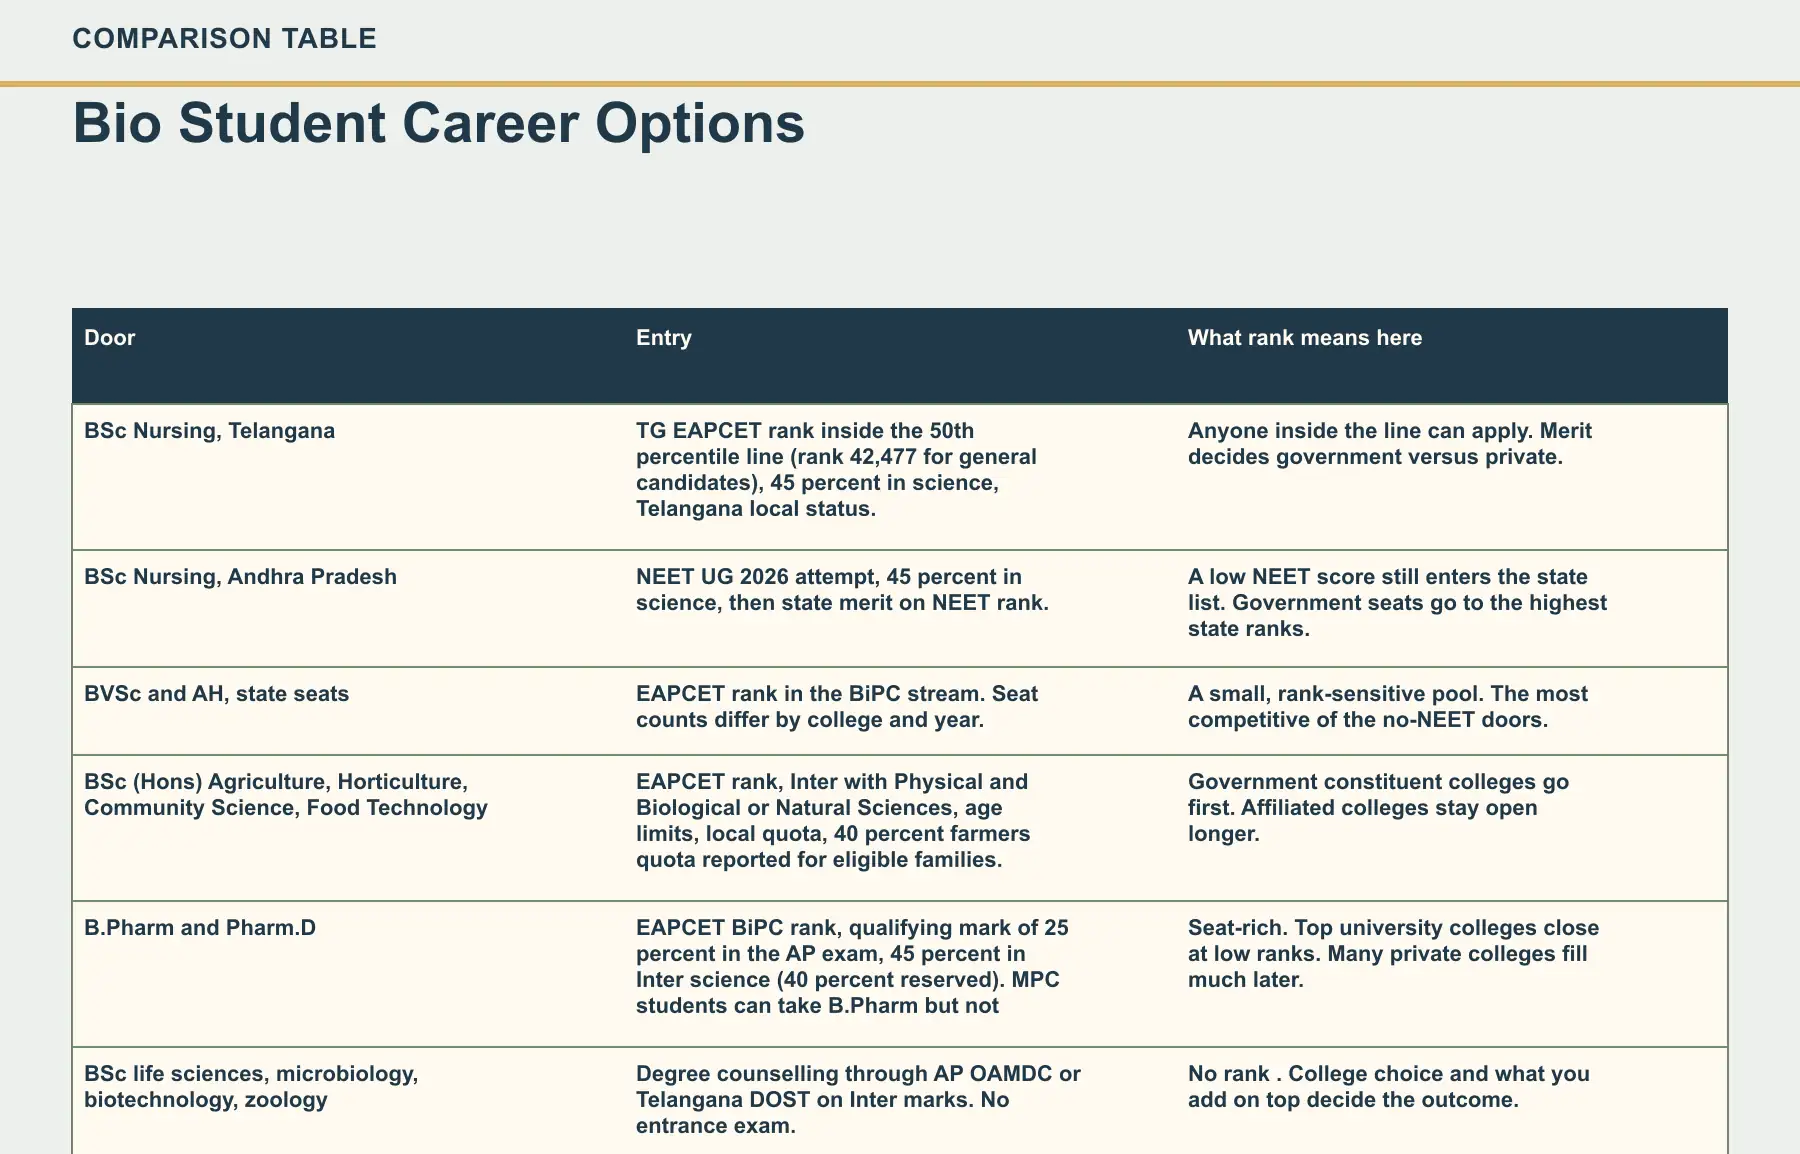 COMPARISON TABLE
Bio Student Career Options
Door
Entry
What rank means here
BSc Nursing, Telangana
TG EAPCET rank inside the 50th
percentile line (rank 42,477 for general
candidates), 45 percent in science,
Telangana local status.
Anyone inside the line can apply. Merit
decides government versus private.
BSc Nursing, Andhra Pradesh
NEET UG 2026 attempt, 45 percent in
science, then state merit on NEET rank.
A low NEET score still enters the state
list. Government seats go to the highest
state ranks.
BVSc and AH, state seats
EAPCET rank in the BiPC stream. Seat
counts differ by college and year.
A small, rank-sensitive pool. The most
competitive of the no-NEET doors.
BSc (Hons) Agriculture, Horticulture,
Community Science, Food Technology
EAPCET rank, Inter with Physical and
Biological or Natural Sciences, age
limits, local quota, 40 percent farmers
quota reported for eligible families.
Government constituent colleges go
first. Affiliated colleges stay open
longer.
B.Pharm and Pharm.D
EAPCET BiPC rank, qualifying mark of 25
percent in the AP exam, 45 percent in
Inter science (40 percent reserved). MPC
students can take B.Pharm but not
Seat-rich. Top university colleges close
at low ranks. Many private colleges fill
much later.
BSc life sciences, microbiology,
biotechnology, zoology
Degree counselling through AP OAMDC or
Telangana DOST on Inter marks. No
entrance exam.
No rank . College choice and what you
add on top decide the outcome.